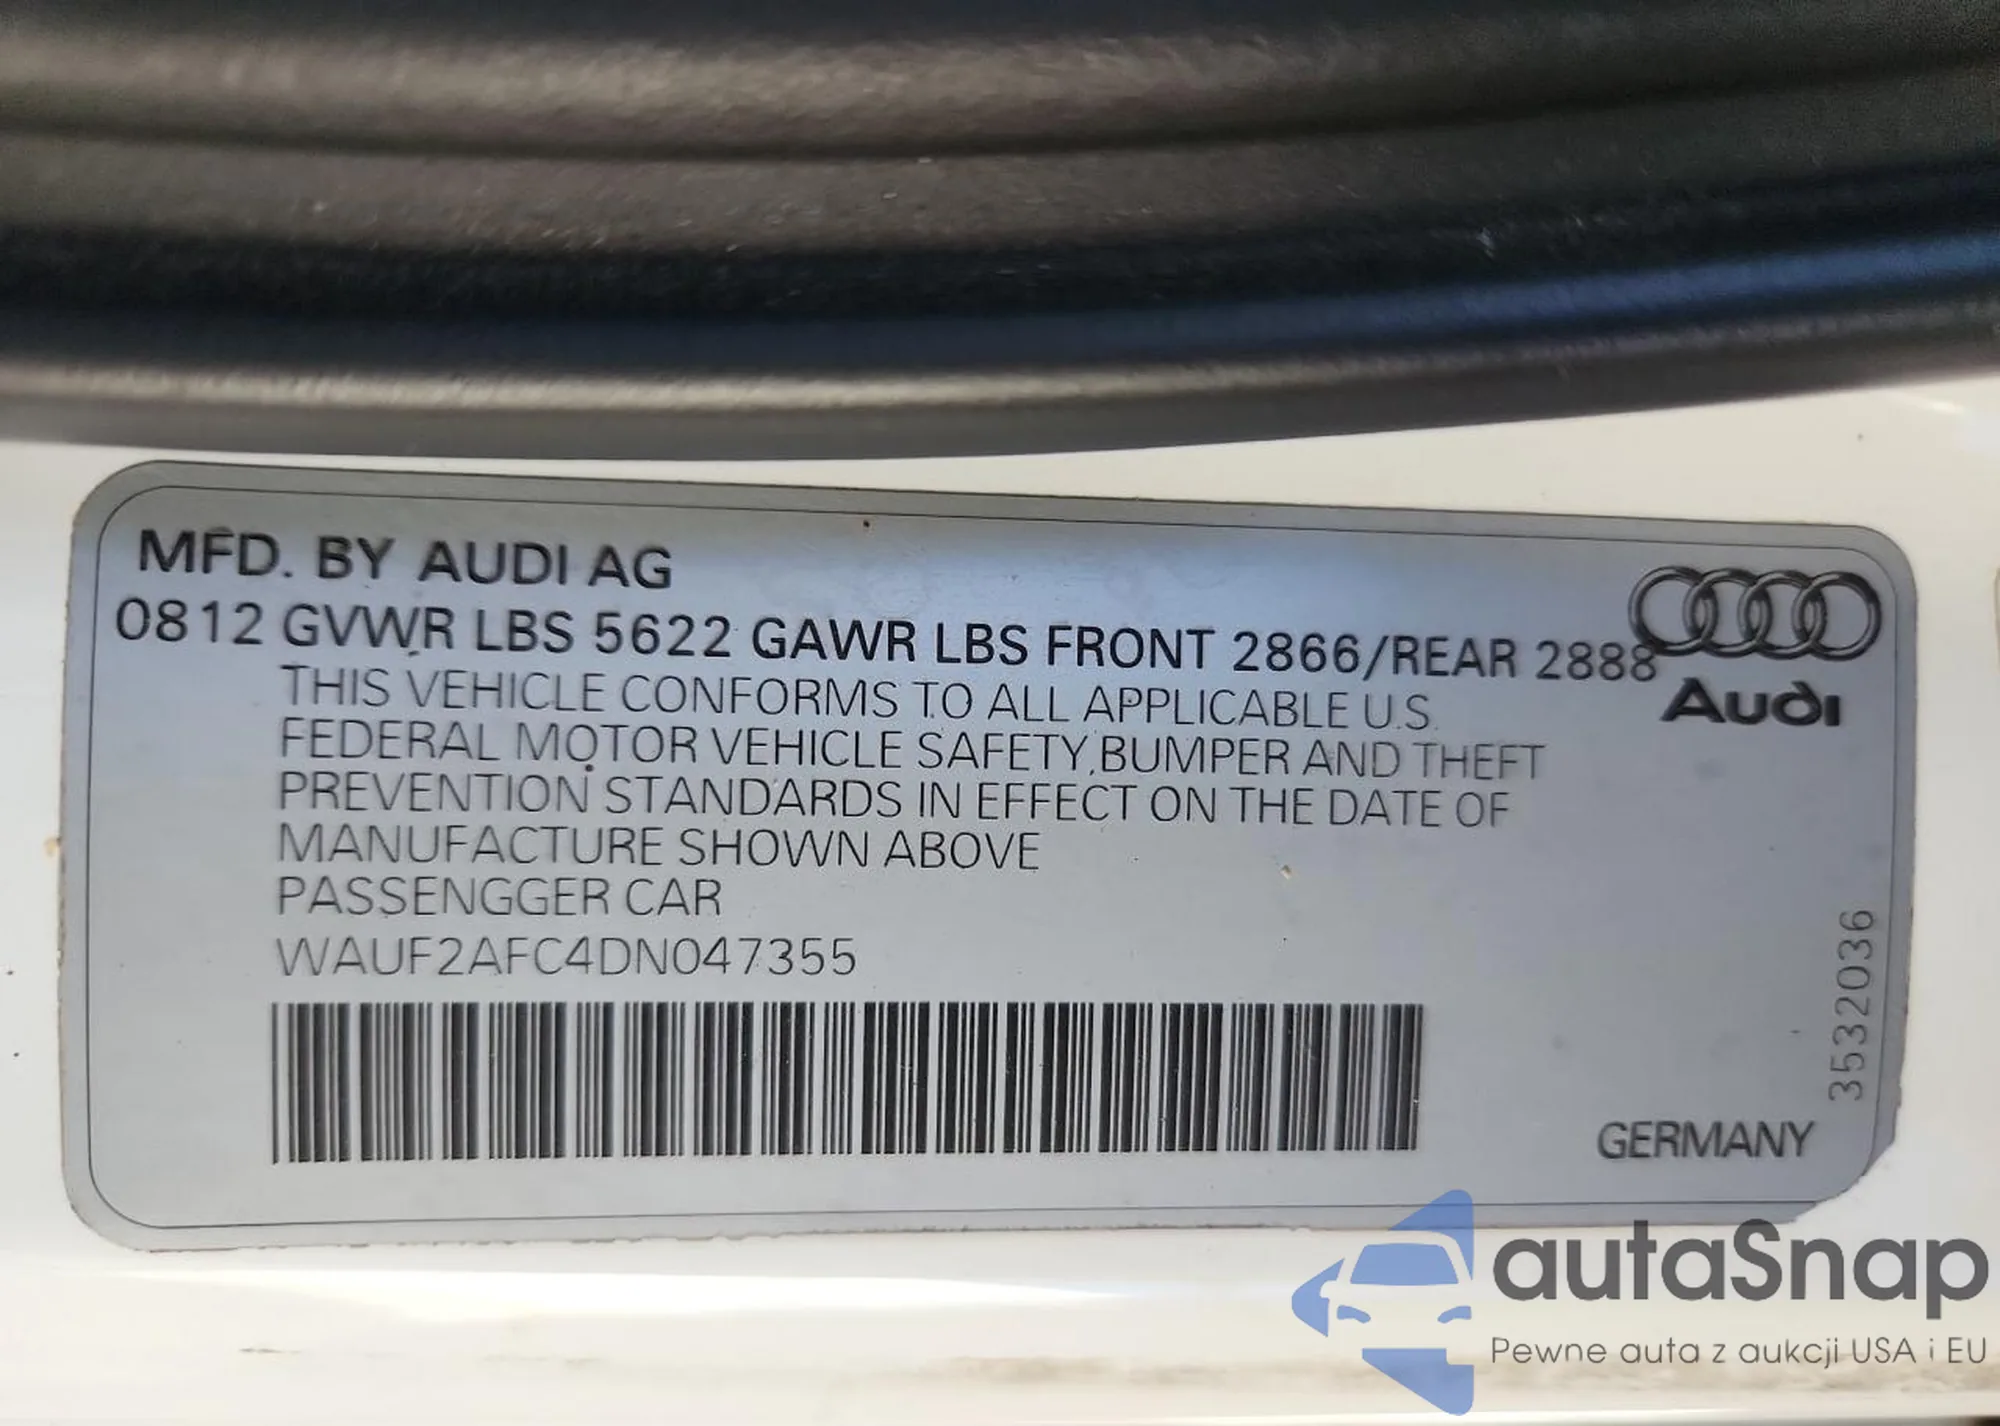 MFD. BY AUDI AG
0812 GVWR LBS 5622 GAWR LBS FRONT 2866/REAR 2888
THIS VEHICLE CONFORMS TO ALL APPLICABLE U.S.
FEDERAL MOTOR VEHICLE SAFETY,BUMPER AND THEFT
PREVENTION STANDARDS IN EFFECT ON THE DATE OF
MANUFACTURE SHOWN ABOVE
PASSENGGER CAR
WAUF2AFC4DN047355
Audi
3532036
GERMANY
autaSnap
Pewne auta z aukcji USA i EU